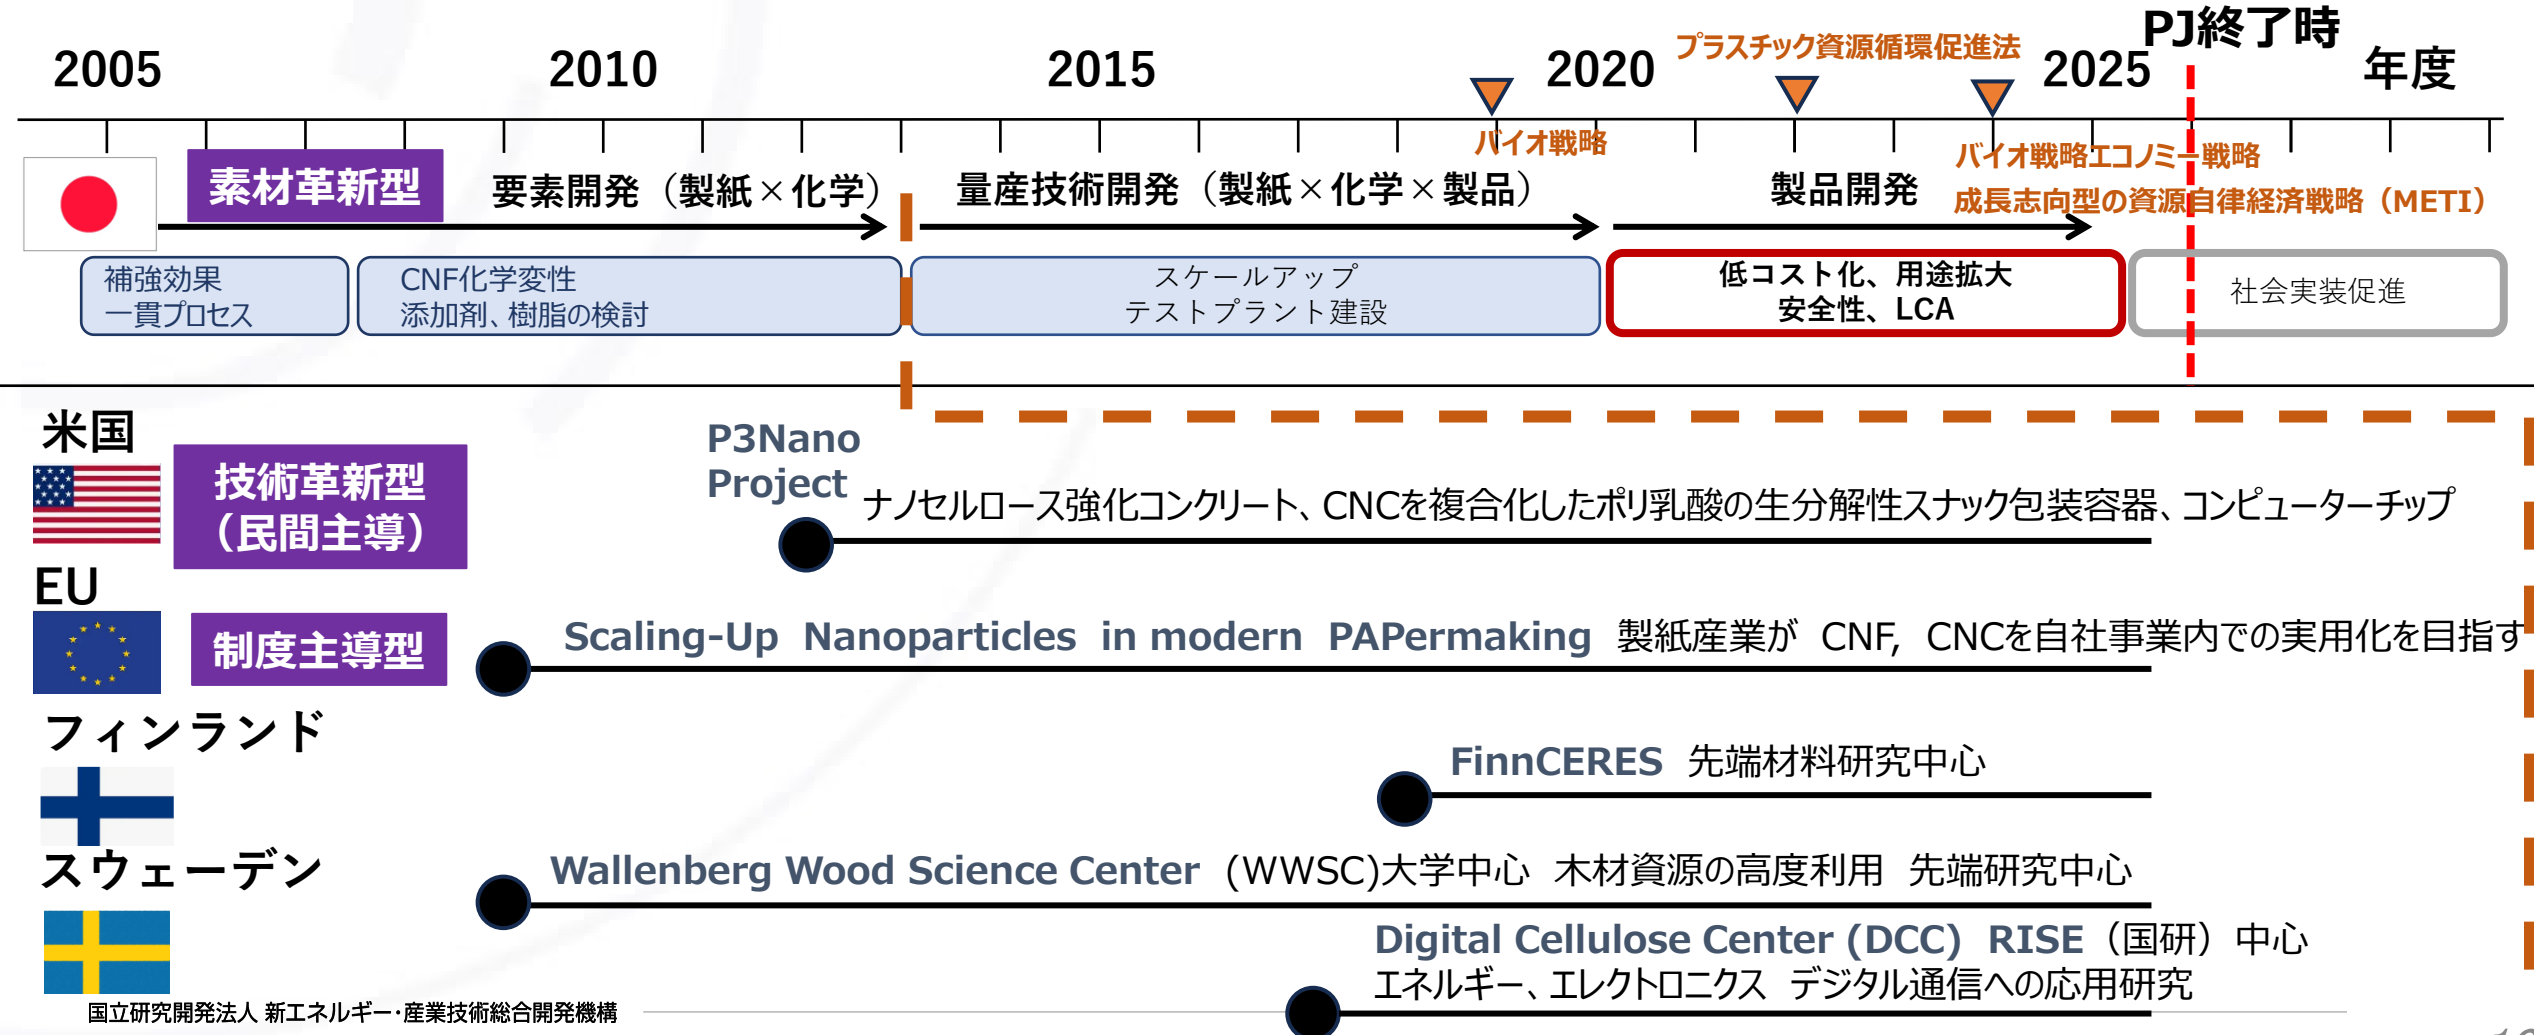 2005 2010 2015 2020 2025 年度
PJ終了時
プラスチック資源循環促進法
バイオ戦略
バイオ戦略エコノミー戦略
成長志向型の資源自律経済戦略（METI）
素材革新型
要素開発（製紙×化学）
量産技術開発（製紙×化学×製品）
製品開発
補強効果
一貫プロセス
CNF化学変性
添加剤、樹脂の検討
スケールアップ
テストプラント建設
低コスト化、用途拡大
安全性、LCA
社会実装促進
米国
技術革新型
（民間主導）
P3Nano
Project
ナノセルロース強化コンクリート、CNCを複合化したポリ乳酸の生分解性スナック包装容器、コンピューターチップ
EU
制度主導型
Scaling-Up Nanoparticles in modern PAPermaking 製紙産業が CNF, CNCを自社事業内での実用化を目指す
フィンランド
FinnCERES 先端材料研究中心
スウェーデン
Wallenberg Wood Science Center (WWSC)大学中心 木材資源の高度利用 先端研究中心
Digital Cellulose Center (DCC) RISE（国研）中心
エネルギー、エレクトロニクス デジタル通信への応用研究
国立研究開発法人 新エネルギー・産業技術総合開発機構